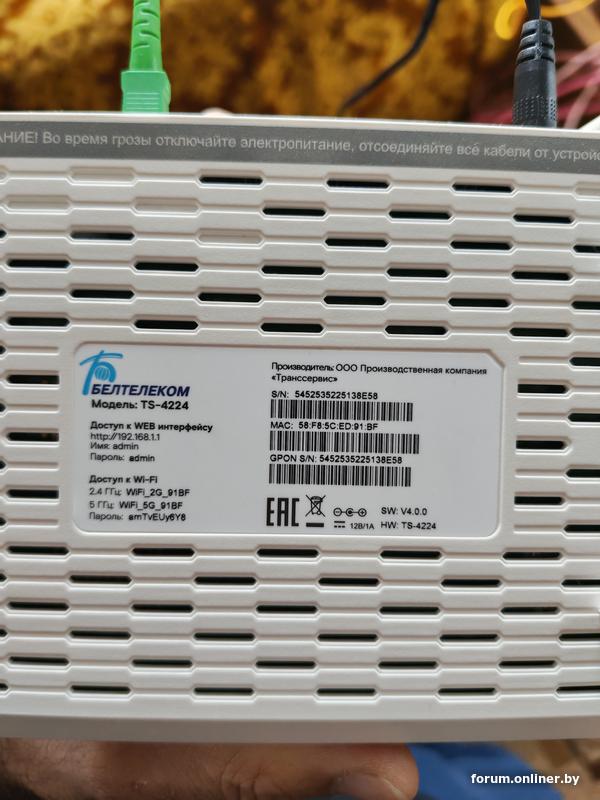 АНИЕ! Во время грозы отключайте электропитание, отсоединяйте все кабели от устройс
БЕЛТЕЛЕКОМ
Модель: TS-4224
Доступ к WEB интерфейсу
http://192.168.1.1
Имя: admin
Пароль: admin
Доступ к Wi-Fi
2.4 ГГц: WiFi_2G_91BF
5 ГГц: WiFi_5G_91BF
Пароль: amTvEUy6Y8
Производитель: ООО Производственная компания
«Транссервис»
S/N: 5452535225138E58
MAC: 58:F8:5C:ED:91:BF
GPON S/N: 5452535225138E58
EAC
12В/1А
SW: V4.0.0
HW: TS-4224
forum.onliner.by